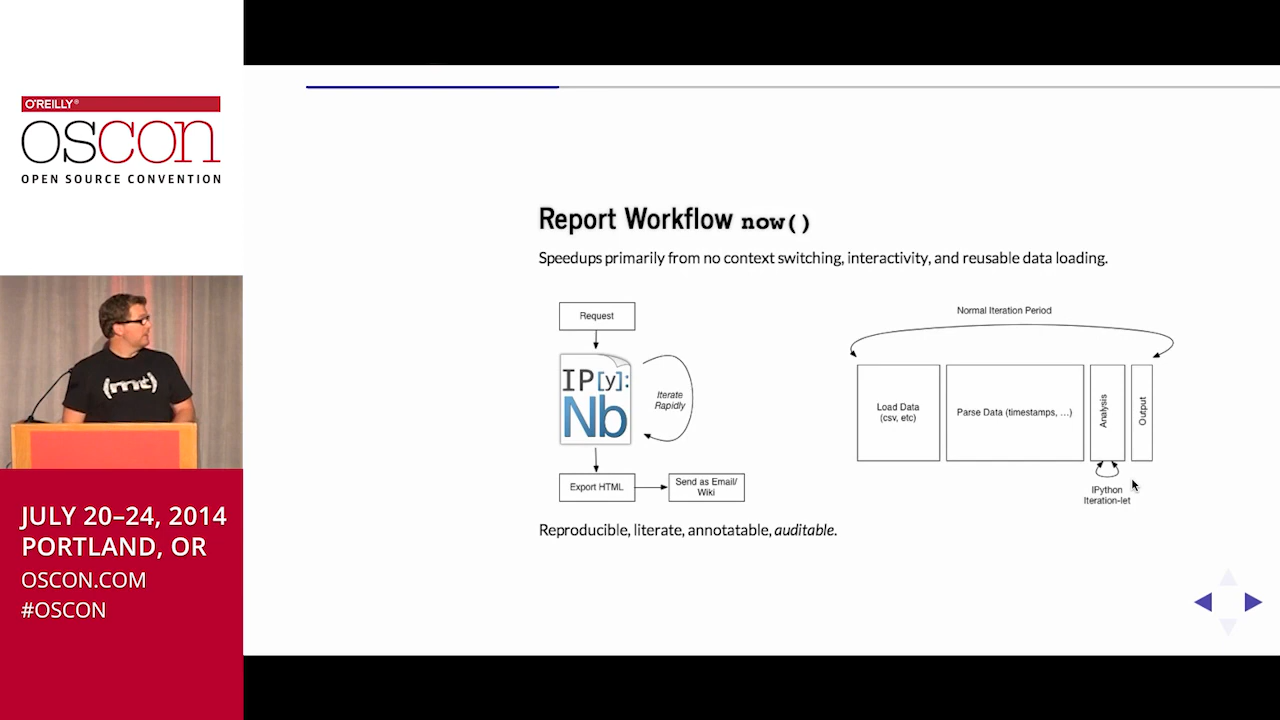 O'REILLY®
OSCON
OPEN SOURCE CONVENTION
(mt)
JULY 20–24, 2014
PORTLAND, OR
OSCON.COM
#OSCON
Report Workflow now()
Speedups primarily from no context switching, interactivity, and reusable data loading.
Request
IP[y]:
Nb
Iterate
Rapidly
Export HTML
Send as Email/
Wiki
Normal Iteration Period
Load Data
(csv, etc)
Parse Data (timestamps, ...)
Analysis
Output
IPython
Iteration-let
Reproducible, literate, annotatable, auditable.